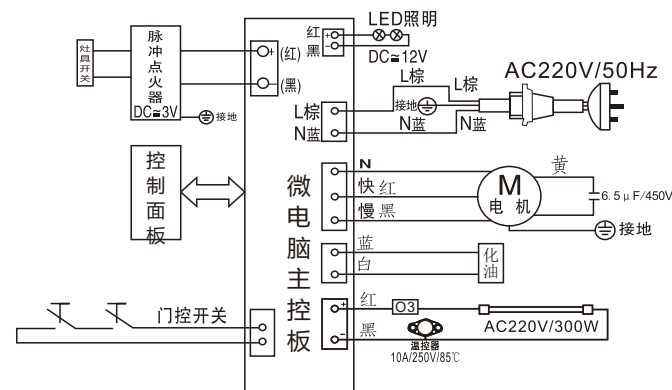 灶具开关
脉冲点火器
DC≃3V
接地
+
(红)
-
(黑)
红
黑
+
-
LED照明
DC≃12V
L棕
N蓝
L棕
L棕
接地
N蓝
N蓝
AC220V/50Hz
控制面板
微电脑主控板
N
快 红
慢 黑
M
电机
黄
6.5μF/450V
接地
蓝
白
化油
门控开关
+
-
红
黑
O3
温控器
10A/250V/85℃
AC220V/300W